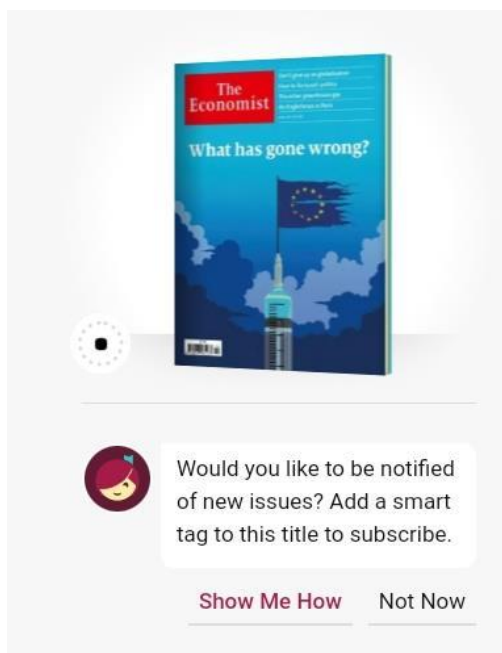 The
Economist
What has gone wrong?
Would you like to be notified
of new issues? Add a smart
tag to this title to subscribe.
Show Me How
Not Now